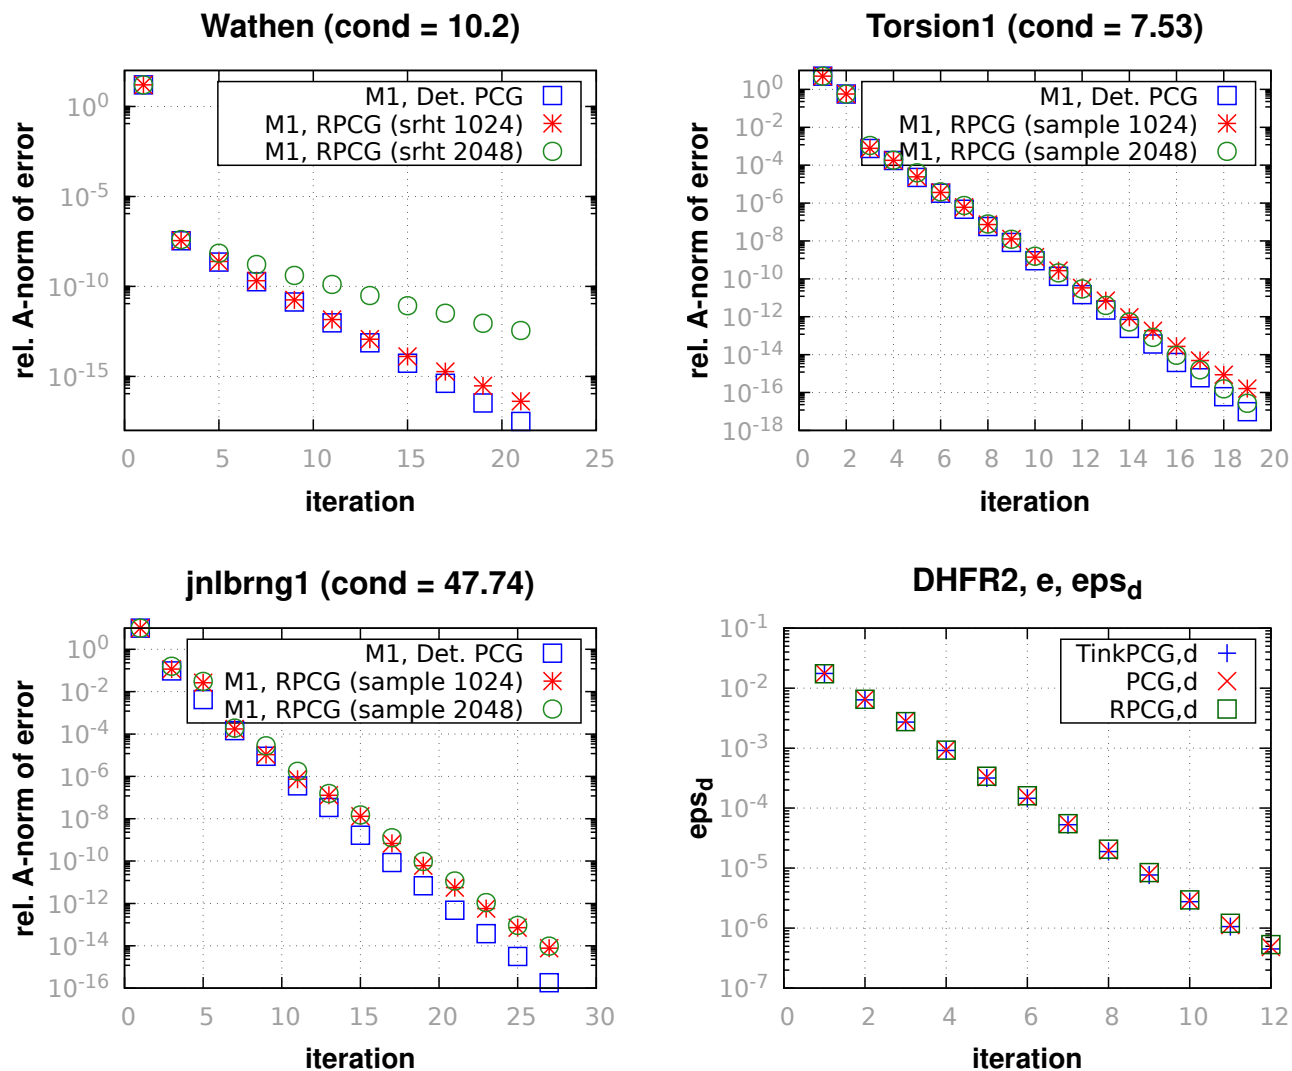 Wathen (cond = 10.2)
rel. A-norm of error
10^0
10^-5
10^-10
10^-15
M1, Det. PCG
M1, RPCG (srht 1024)
M1, RPCG (srht 2048)
0 5 10 15 20 25
iteration
Torsion1 (cond = 7.53)
rel. A-norm of error
10^0
10^-2
10^-4
10^-6
10^-8
10^-10
10^-12
10^-14
10^-16
10^-18
M1, Det. PCG
M1, RPCG (sample 1024)
M1, RPCG (sample 2048)
0 2 4 6 8 10 12 14 16 18 20
iteration
jnlbrng1 (cond = 47.74)
rel. A-norm of error
10^0
10^-2
10^-4
10^-6
10^-8
10^-10
10^-12
10^-14
10^-16
M1, Det. PCG
M1, RPCG (sample 1024)
M1, RPCG (sample 2048)
0 5 10 15 20 25 30
iteration
DHFR2, e, eps_d
eps_d
10^-1
10^-2
10^-3
10^-4
10^-5
10^-6
10^-7
TinkPCG,d
PCG,d
RPCG,d
0 2 4 6 8 10 12
iteration